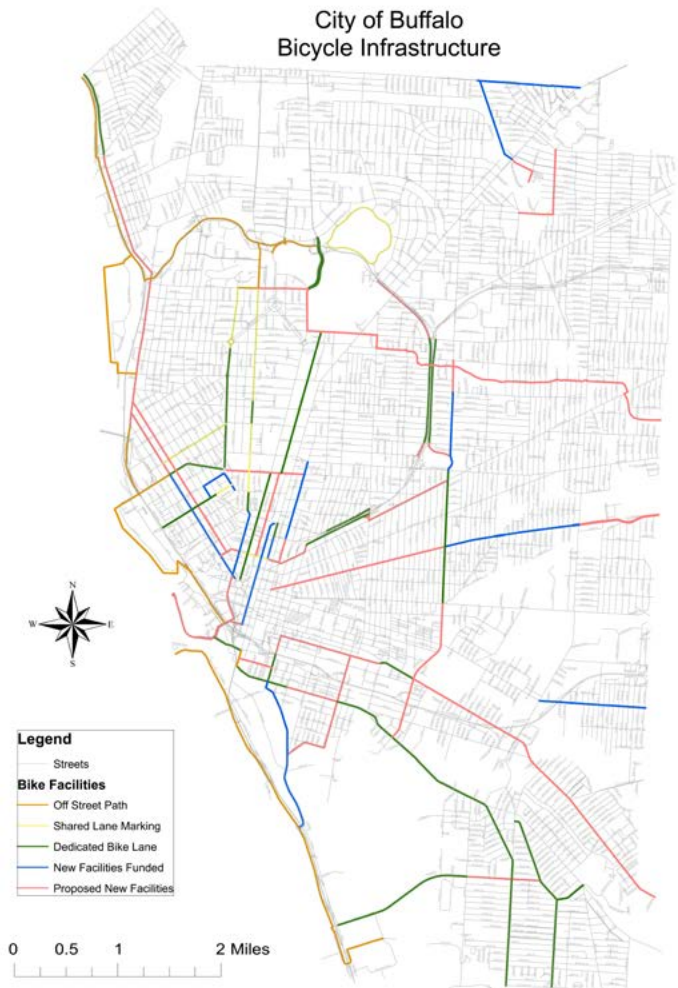 City of Buffalo
Bicycle Infrastructure
N
W
E
S
Legend
Streets
Bike Facilities
Off Street Path
Shared Lane Marking
Dedicated Bike Lane
New Facilities Funded
Proposed New Facilities
0 0.5 1 2 Miles